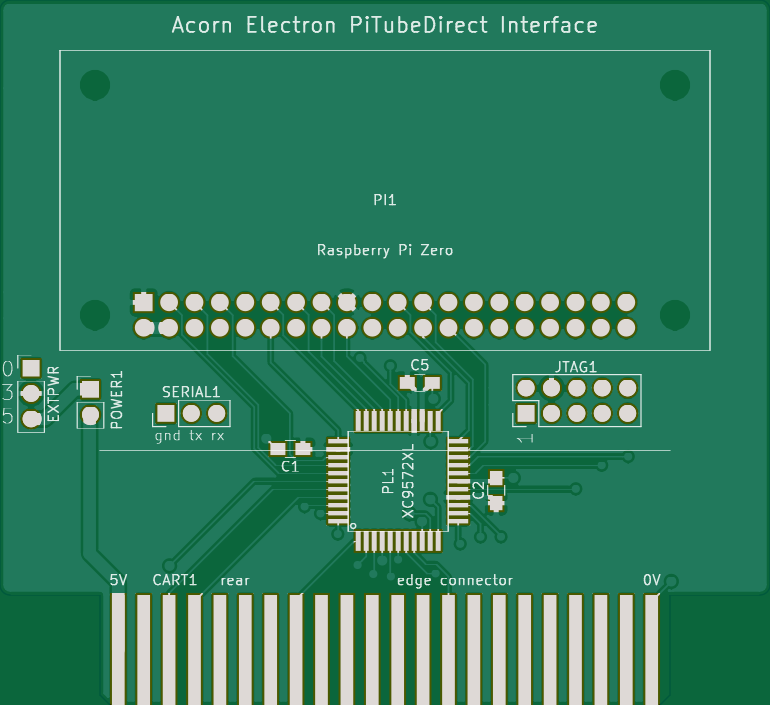 Acorn Electron PiTubeDirect Interface
PI1
Raspberry Pi Zero
0
3
5
EXTPWR
POWER1
SERIAL1
gnd tx rx
C5
JTAG1
1
C1
PL1
XC9572XL
C2
5V CART1 rear edge connector 0V